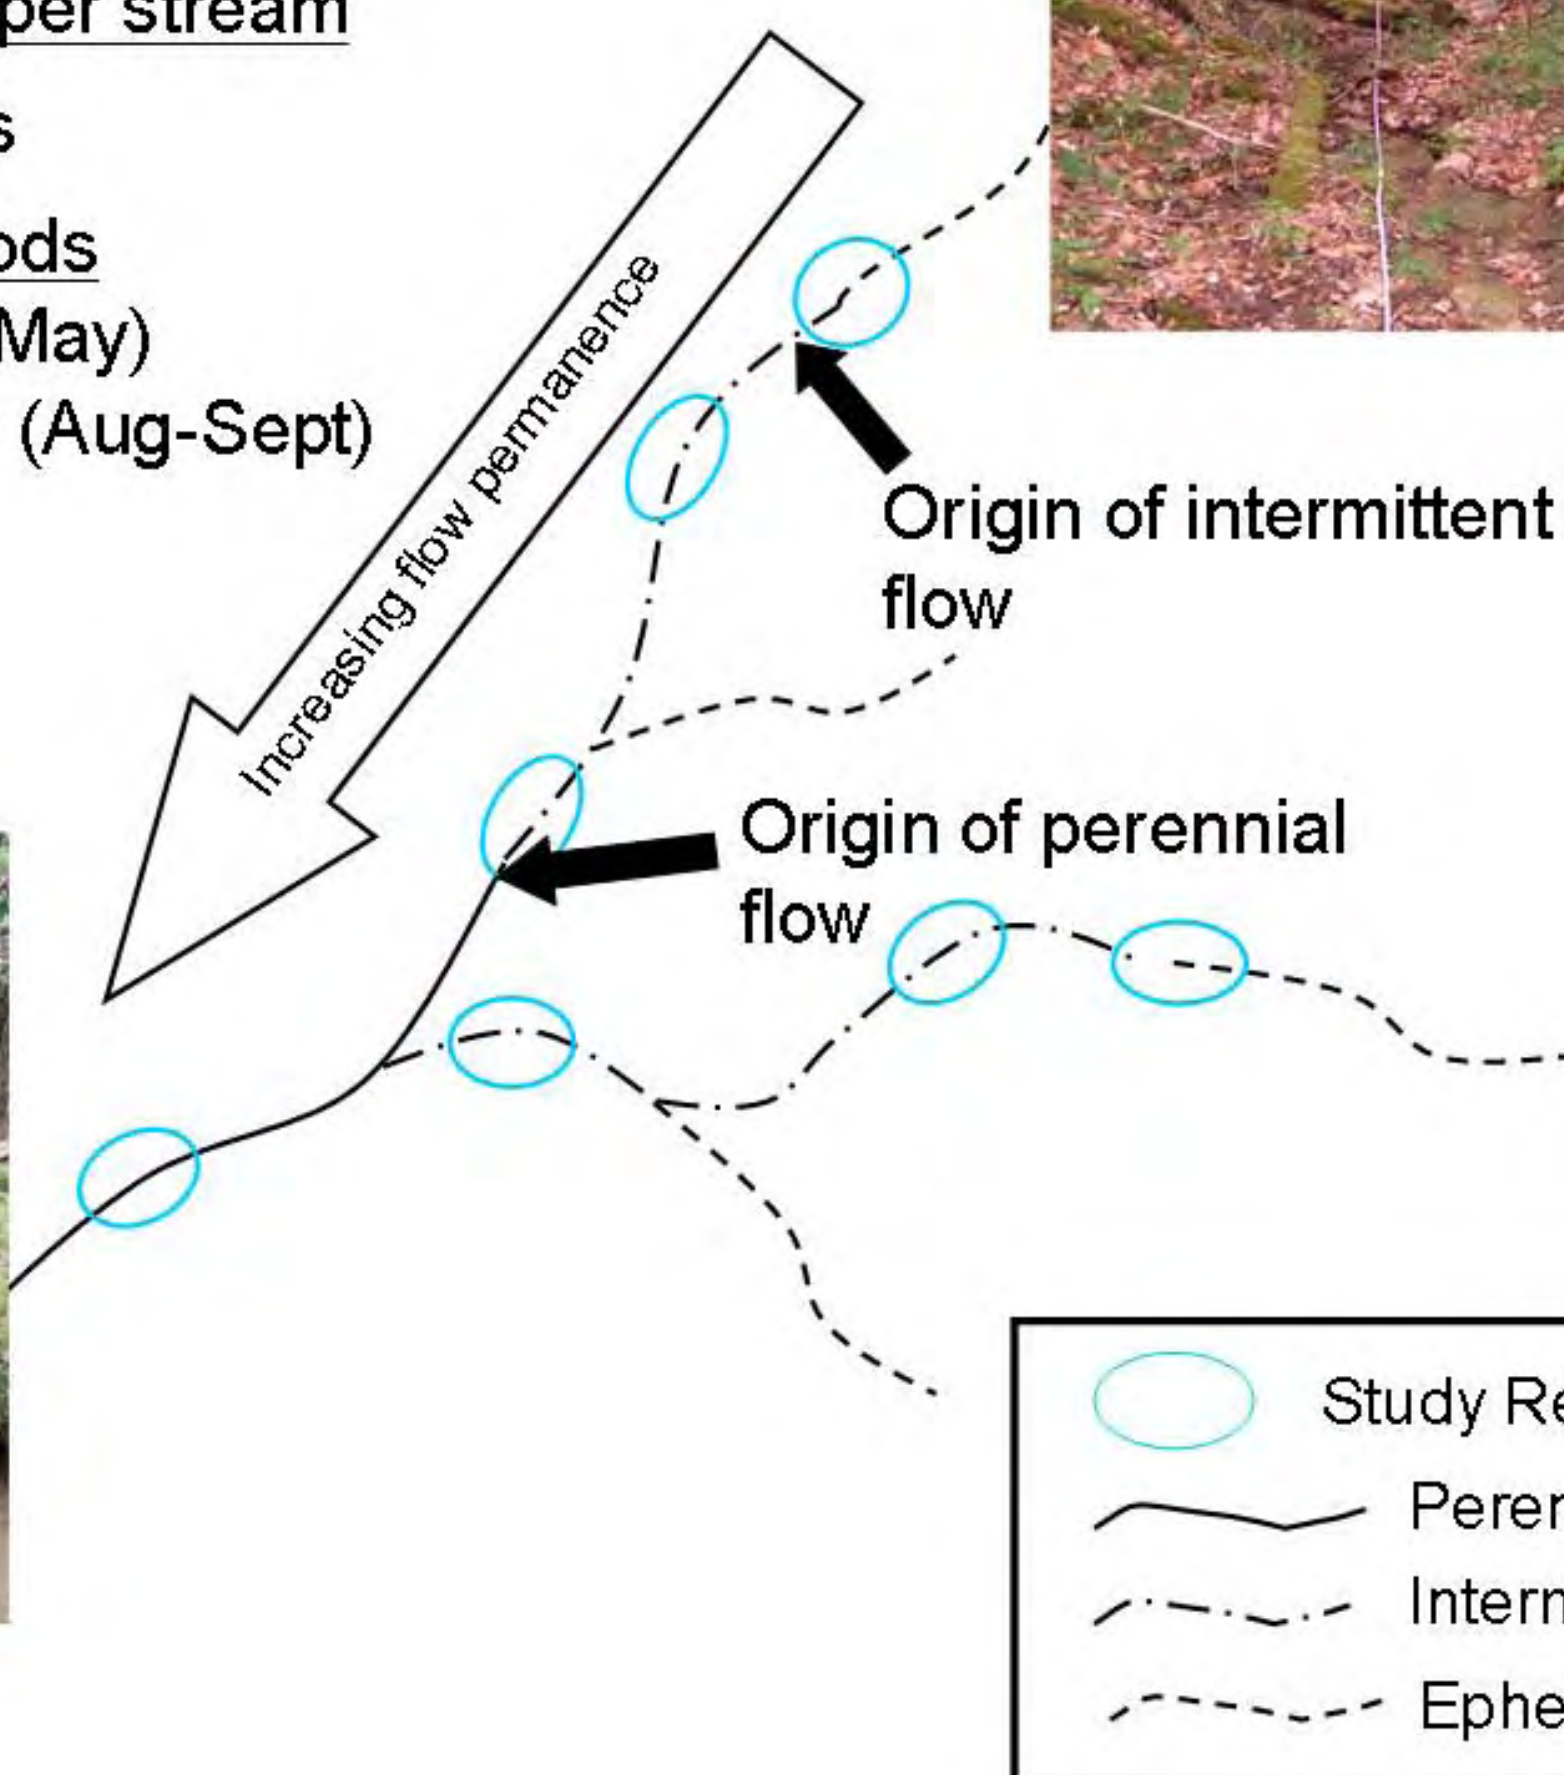 per stream
s
ods
May)
(Aug-Sept)
Increasing flow permanence
Origin of intermittent
flow
Origin of perennial
flow
Study Re
Peren
Interm
Ephe